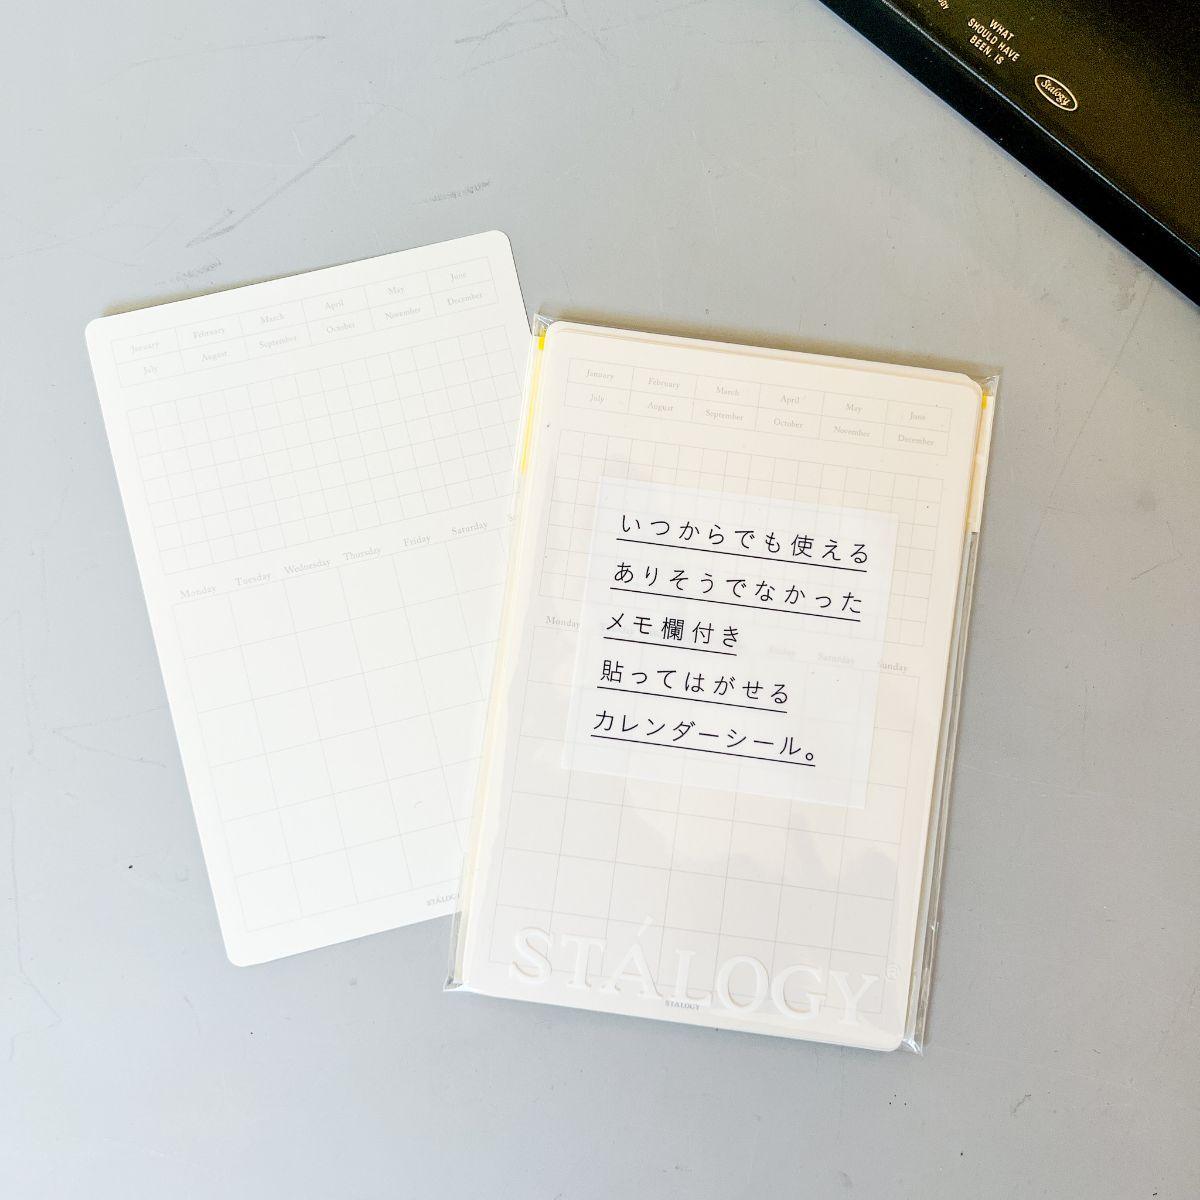 WHAT
SHOULD HAVE
BEEN, IS
Stalogy
January February March April May June
July August September October November December
Monday Tuesday Wednesday Thursday Friday Saturday
STÁLOGY
January February March April May June
July August September October November December
いつからでも使える
ありそうでなかった
メモ欄付き
貼ってはがせる
カレンダーシール。
Monday Friday Saturday Sunday
STÁLOGY®
STÁLOGY